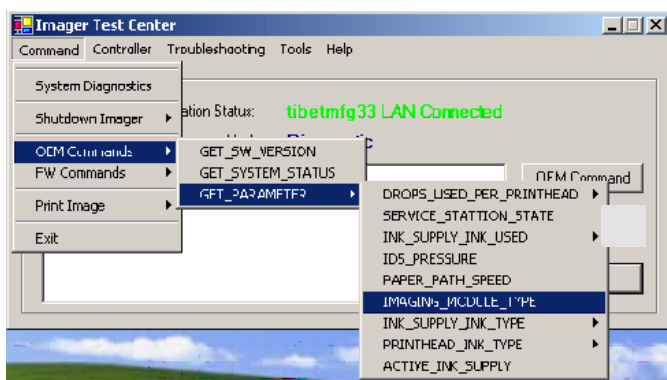 Imager Test Center
Command Controller Troubleshooting Tools Help
System Diagnostics
Shutdown Imager
OEM Commands
FW Commands
Print Image
Exit
ation Status: tibetmfg33 LAN Connected
OEM Command
GET_SW_VERSION
GET_SYSTEM_STATUS
GET_PARAMETER
DROPS_USED_PER_PRINTHEAD
SERVICE_STATTION_STATE
INK_SUPPLY_INK_USED
IDS_PRESSURE
PAPER_PATH_SPEED
IMAGING_MODULE_TYPE
INK_SUPPLY_INK_TYPE
PRINTHEAD_INK_TYPE
ACTIVE_INK_SUPPLY